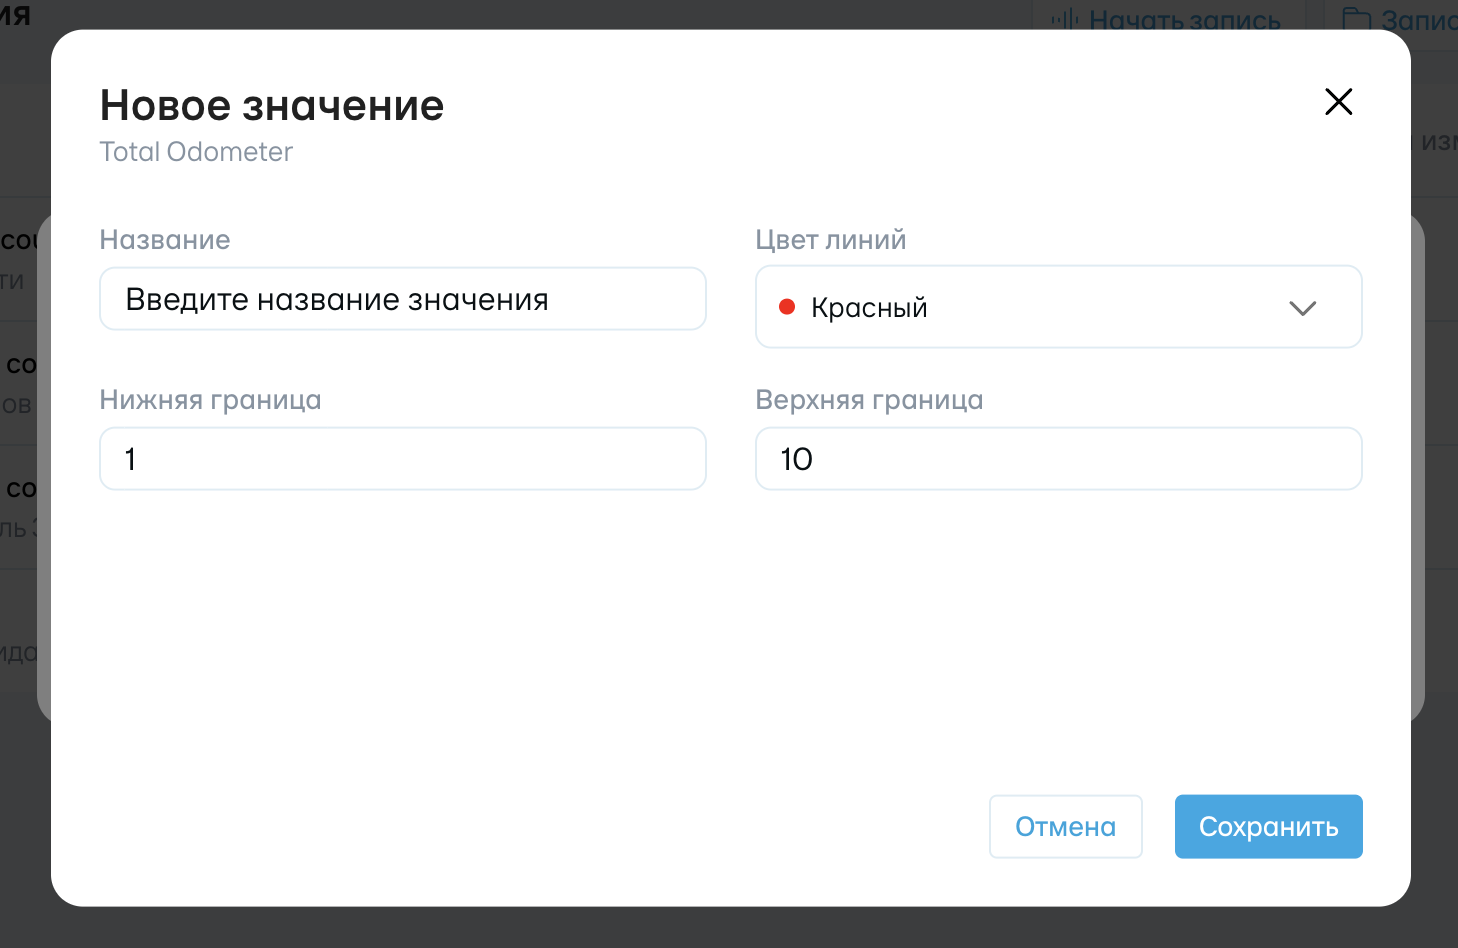 Начать запись
Новое значение
Total Odometer
Название
Цвет линий
Введите название значения
Красный
Нижняя граница
Верхняя граница
1
10
Отмена
Сохранить